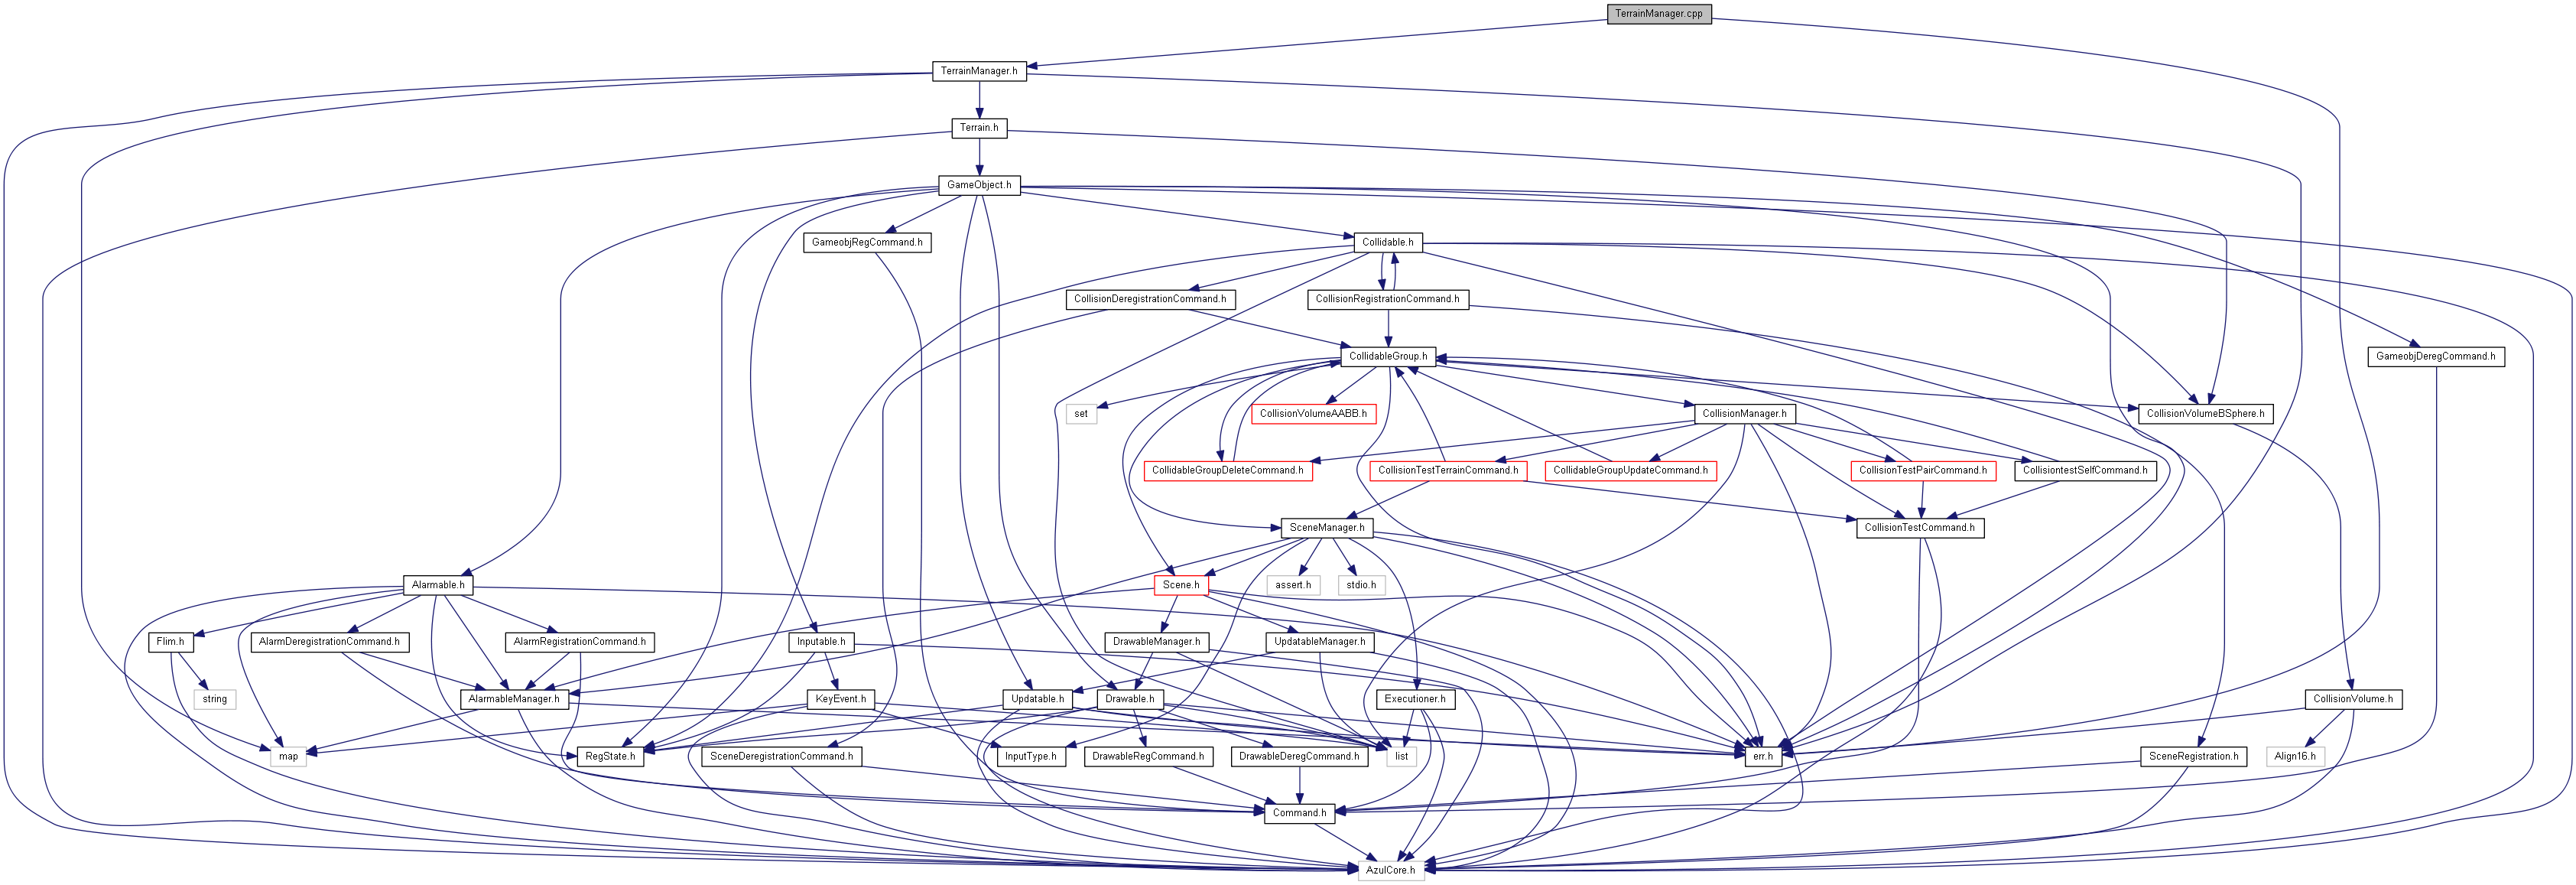 TerrainManager.cpp
TerrainManager.h
Terrain.h
GameObject.h
GameobjRegCommand.h
Collidable.h
CollisionDeregistrationCommand.h
CollisionRegistrationCommand.h
CollidableGroup.h
GameobjDeregCommand.h
set
CollisionVolumeAABB.h
CollisionManager.h
CollisionVolumeBSphere.h
CollidableGroupDeleteCommand.h
CollisionTestTerrainCommand.h
CollidableGroupUpdateCommand.h
CollisionTestPairCommand.h
CollisiontestSelfCommand.h
SceneManager.h
CollisionTestCommand.h
Alarmable.h
Scene.h
assert.h
stdio.h
Flim.h
AlarmDeregistrationCommand.h
AlarmRegistrationCommand.h
Inputable.h
DrawableManager.h
UpdatableManager.h
string
AlarmableManager.h
KeyEvent.h
Updatable.h
Drawable.h
Executioner.h
CollisionVolume.h
map
RegState.h
SceneDeregistrationCommand.h
InputType.h
DrawableRegCommand.h
DrawableDeregCommand.h
list
err.h
SceneRegistration.h
Align16.h
Command.h
AzulCore.h